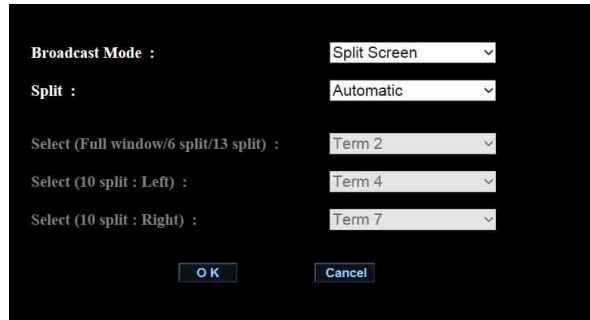 Broadcast Mode : Split Screen
Split : Automatic
Select (Full window/6 split/13 split) : Term 2
Select (10 split : Left) : Term 4
Select (10 split : Right) : Term 7
O K Cancel